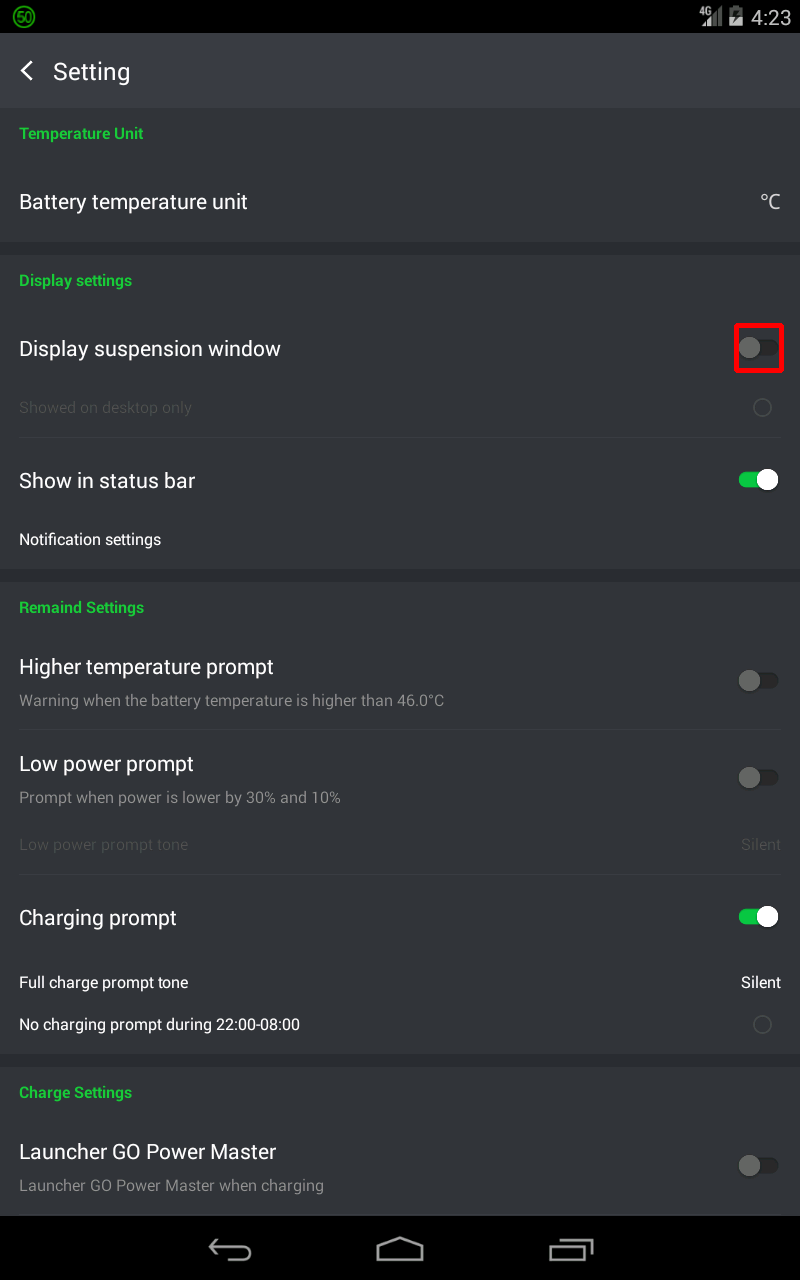 50
4G
4:23
Setting
Temperature Unit
Battery temperature unit
°C
Display settings
Display suspension window
Showed on desktop only
Show in status bar
Notification settings
Remaind Settings
Higher temperature prompt
Warning when the battery temperature is higher than 46.0°C
Low power prompt
Prompt when power is lower by 30% and 10%
Low power prompt tone
Silent
Charging prompt
Full charge prompt tone
Silent
No charging prompt during 22:00-08:00
Charge Settings
Launcher GO Power Master
Launcher GO Power Master when charging